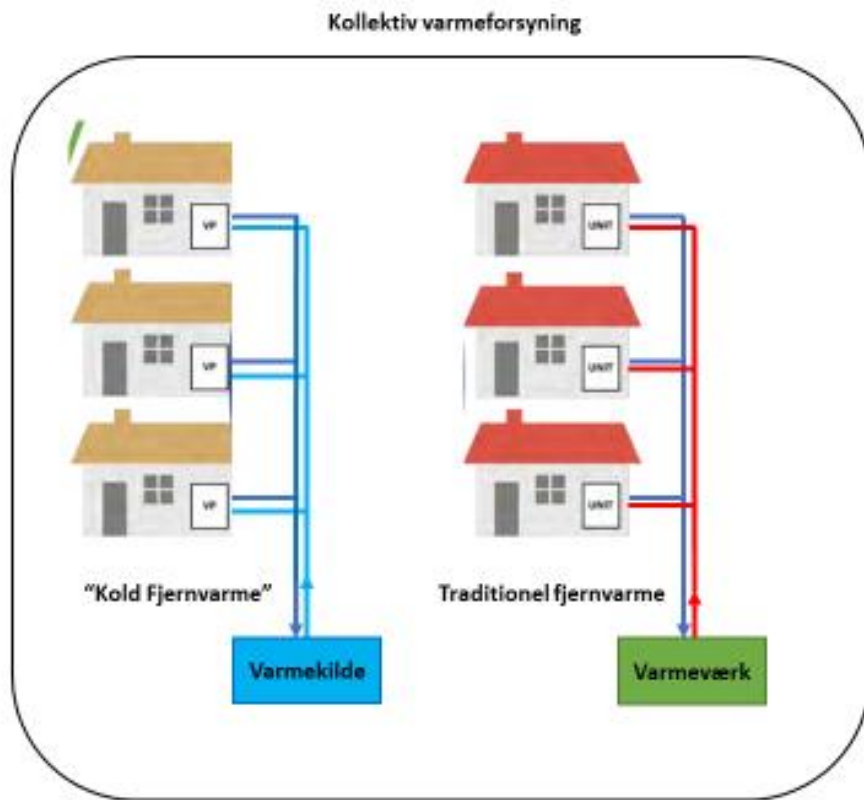 Kollektiv varmeforsyning
VP
VP
VP
"Kold Fjernvarme"
Varmekilde
UNIT
UNIT
UNIT
Traditionel fjernvarme
Varmeværk